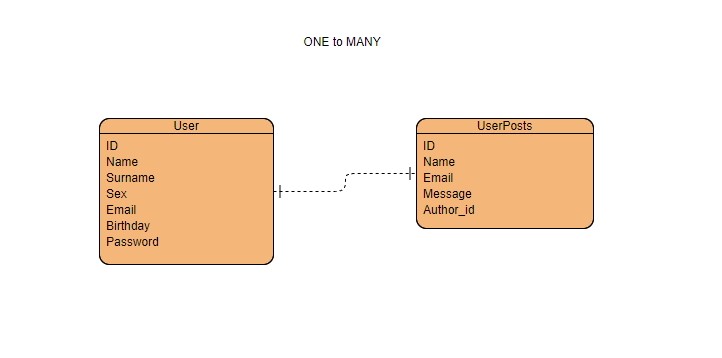 ONE to MANY
User
ID
Name
Surname
Sex
Email
Birthday
Password
UserPosts
ID
Name
Email
Message
Author_id